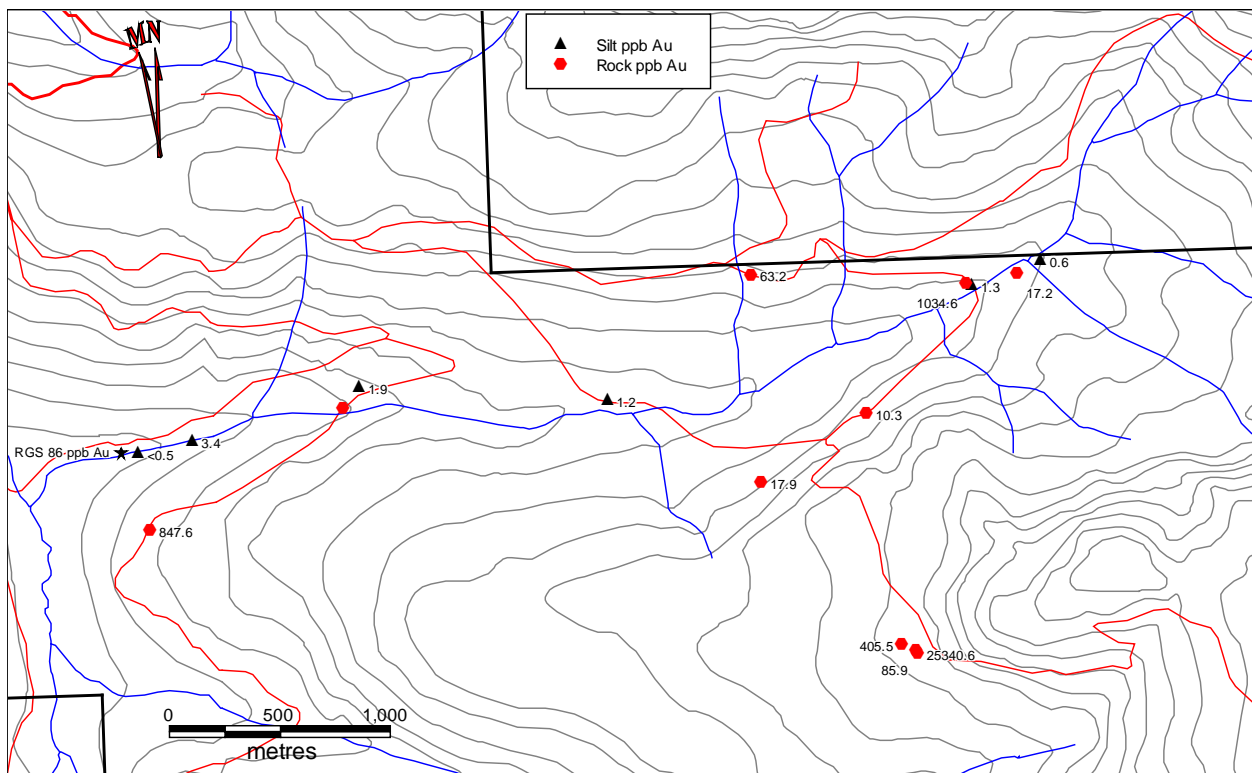 MN
Silt ppb Au
Rock ppb Au
0.6
63.2
1.3
17.2
1034.6
1.9
1.2
10.3
3.4
RGS 86 ppb Au
<0.5
17.9
847.6
405.5
25340.6
85.9
0 500 1,000
metres